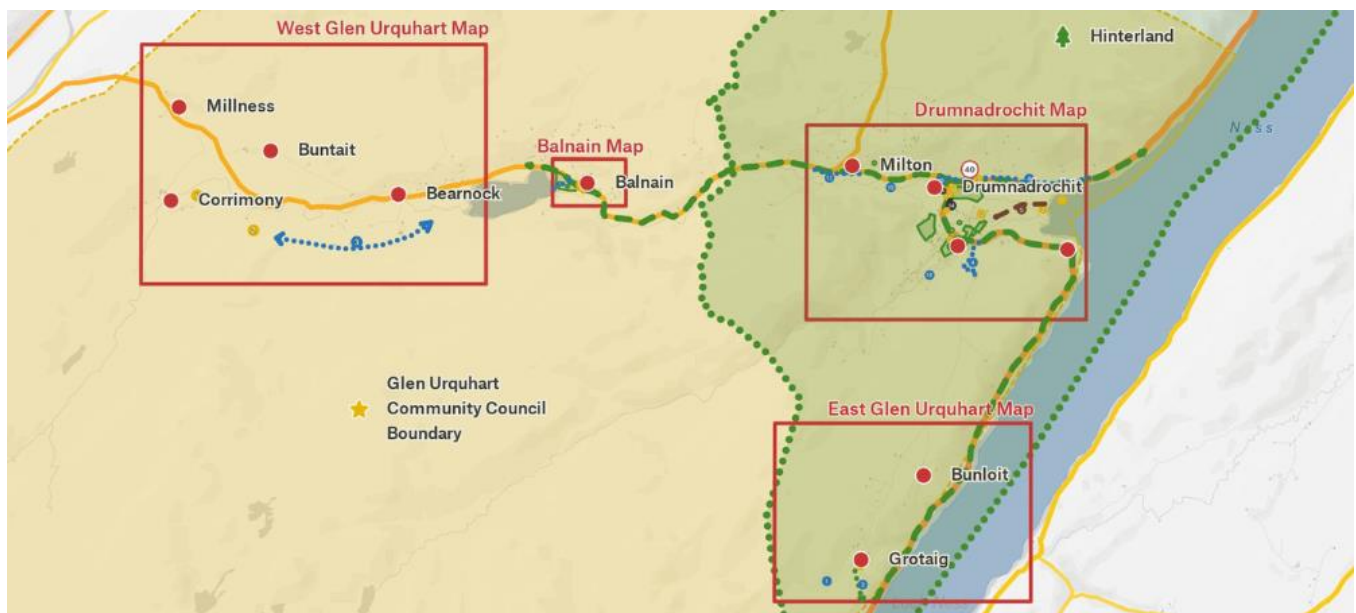 West Glen Urquhart Map
Hinterland
Millness
Drumnadrochit Map
Ness
Buntait
Balnain Map
Milton
40
Balnain
Bearnock
Drumnadrochit
Corrimony
Glen Urquhart
Community Council
Boundary
East Glen Urquhart Map
Bunloit
Grotaig